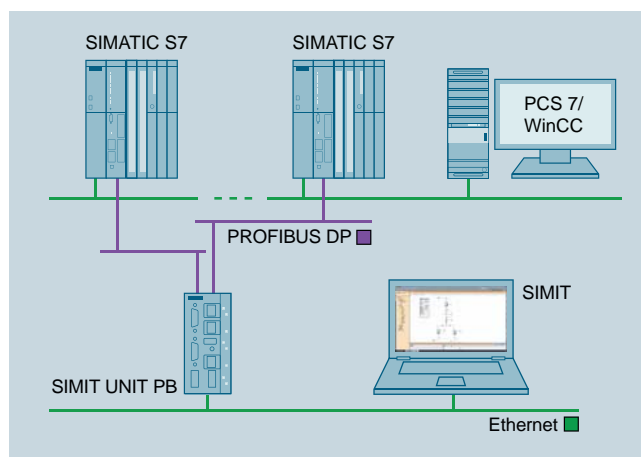 SIMATIC S7
SIMATIC S7
PCS 7/
WinCC
PROFIBUS DP
SIMIT
SIMIT UNIT PB
Ethernet